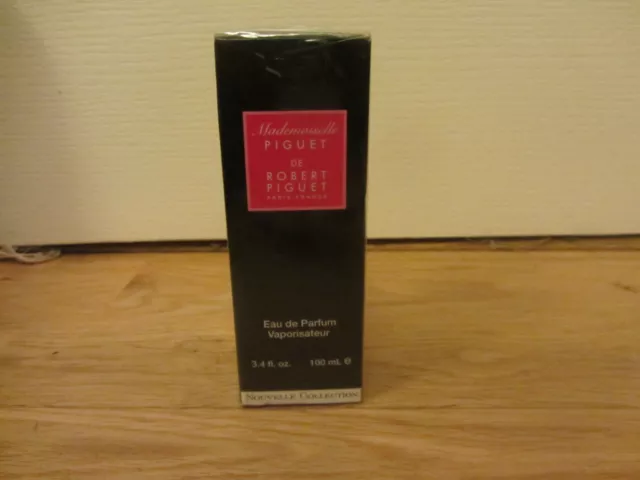 Mademoiselle
PIGUET
DE
ROBERT
PIGUET
PARIS FRANCE
Eau de Parfum
Vaporisateur
3.4 fl. oz. 100 mL ℮
NOUVELLE COLLECTION